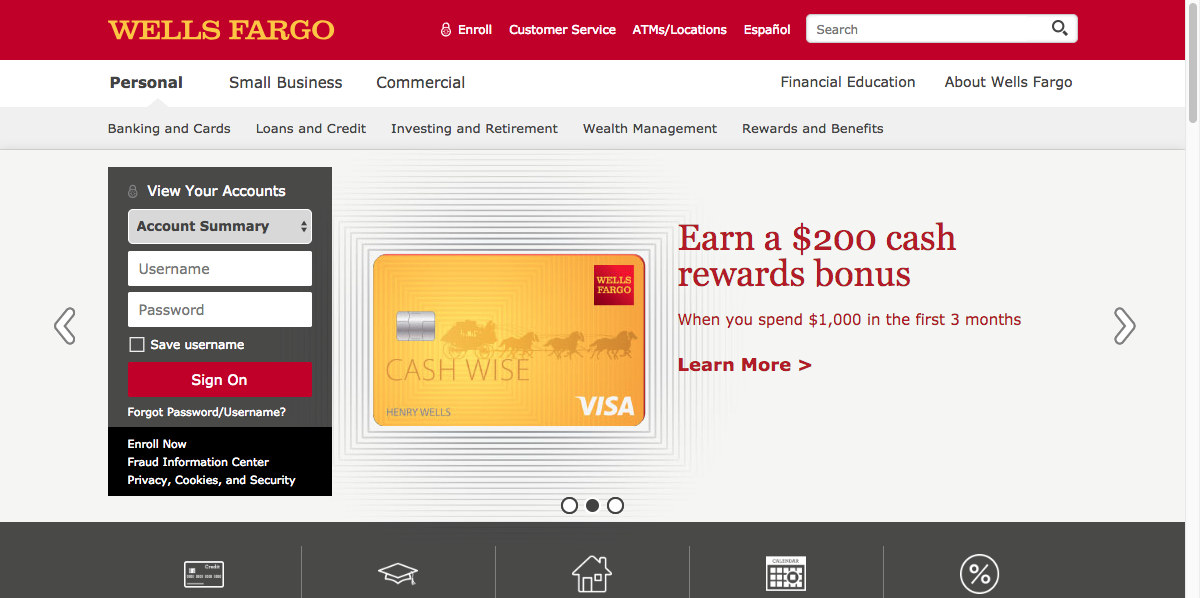 WELLS FARGO
Enroll Customer Service ATMs/Locations Español Search
Personal Small Business Commercial Financial Education About Wells Fargo
Banking and Cards Loans and Credit Investing and Retirement Wealth Management Rewards and Benefits
View Your Accounts
Account Summary
Username
Password
Save username
Sign On
Forgot Password/Username?
Enroll Now
Fraud Information Center
Privacy, Cookies, and Security
WELLS
FARGO
CASH WISE
HENRY WELLS
VISA
Earn a $200 cash
rewards bonus
When you spend $1,000 in the first 3 months
Learn More >
Credit
CALENDAR
%